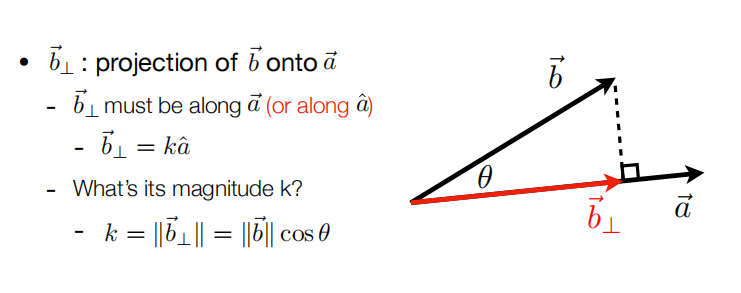 • $\vec{b}_\perp$ : projection of $\vec{b}$ onto $\vec{a}$
- $\vec{b}_\perp$ must be along $\vec{a}$ (or along $\hat{a}$)
- $\vec{b}_\perp = k\hat{a}$
- What's its magnitude k?
- $k = \|\vec{b}_\perp\| = \|\vec{b}\| \cos\theta$
$\vec{b}$
$\theta$
$\vec{b}_\perp$
$\vec{a}$